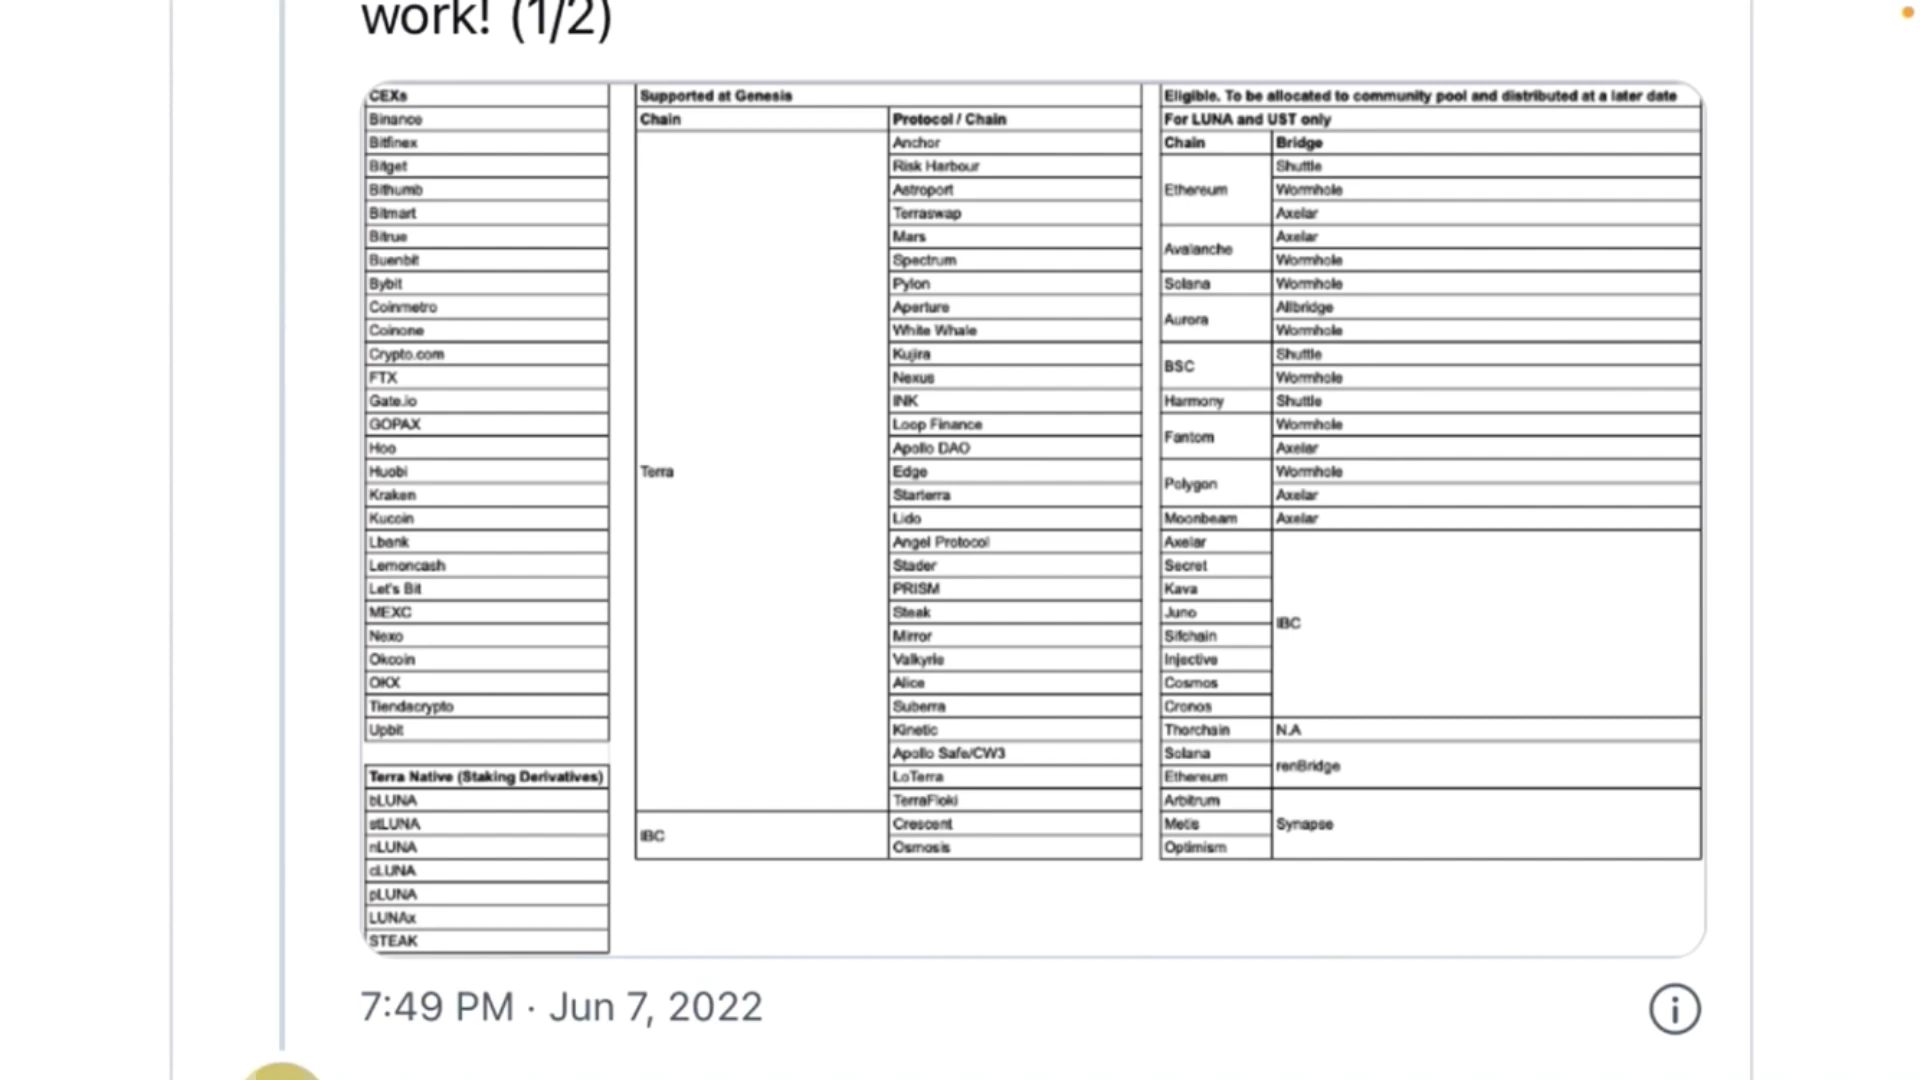 work! (1/2)
CEXs
Binance
Bitfinex
Bitget
Bithumb
Bitmart
Bitrue
Buenbit
Bybit
Coinmetro
Coinone
Crypto.com
FTX
Gate.io
GOPAX
Hoo
Huobi
Kraken
Kucoin
Lbank
Lemoncash
Let's Bit
MEXC
Nexo
Okcoin
OKX
Tiendacrypto
Upbit
Terra Native (Staking Derivatives)
bLUNA
stLUNA
nLUNA
cLUNA
pLUNA
LUNAx
STEAK
Supported at Genesis
Chain
Protocol / Chain
Terra
Anchor
Risk Harbour
Astroport
Terraswap
Mars
Spectrum
Pylon
Aperture
White Whale
Kujira
Nexus
INK
Loop Finance
Apollo DAO
Edge
Starterra
Lido
Angel Protocol
Stader
PRISM
Steak
Mirror
Valkyrie
Alice
Suberra
Kinetic
Apollo Safe/CW3
LoTerra
TerraFloki
IBC
Crescent
Osmosis
Eligible. To be allocated to community pool and distributed at a later date
For LUNA and UST only
Chain
Bridge
Ethereum
Shuttle
Wormhole
Axelar
Avalanche
Axelar
Wormhole
Solana
Wormhole
Aurora
Allbridge
Wormhole
BSC
Shuttle
Wormhole
Harmony
Shuttle
Fantom
Wormhole
Axelar
Polygon
Wormhole
Axelar
Moonbeam
Axelar
Axelar
Secret
Kava
Juno
Sifchain
Injective
Cosmos
Cronos
IBC
Thorchain
N.A
Solana
Ethereum
renBridge
Arbitrum
Metis
Optimism
Synapse
7:49 PM · Jun 7, 2022